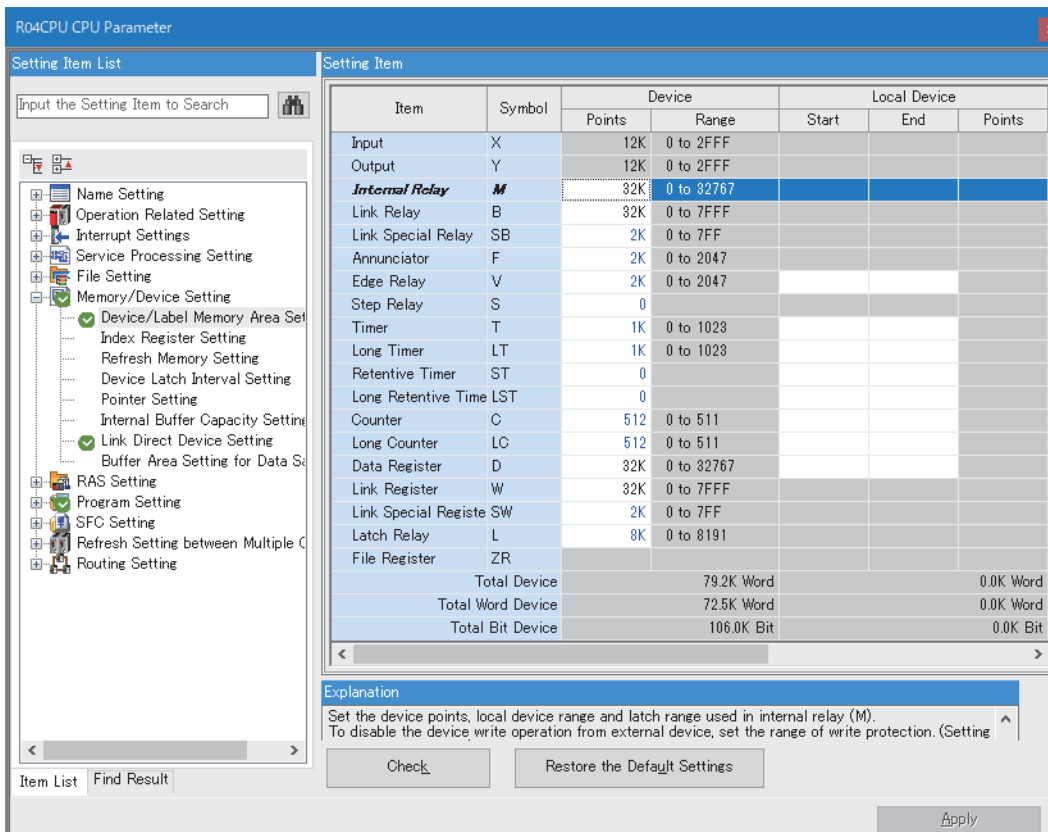 R04CPU CPU Parameter
Setting Item List
Input the Setting Item to Search
Name Setting
Operation Related Setting
Interrupt Settings
Service Processing Setting
File Setting
Memory/Device Setting
Device/Label Memory Area Set
Index Register Setting
Refresh Memory Setting
Device Latch Interval Setting
Pointer Setting
Internal Buffer Capacity Setting
Link Direct Device Setting
Buffer Area Setting for Data Sa
RAS Setting
Program Setting
SFC Setting
Refresh Setting between Multiple C
Routing Setting
Item List Find Result
Setting Item
Item Symbol Device Local Device
Points Range Start End Points
Input X 12K 0 to 2FFF
Output Y 12K 0 to 2FFF
Internal Relay M 32K 0 to 32767
Link Relay B 32K 0 to 7FFF
Link Special Relay SB 2K 0 to 7FF
Annunciator F 2K 0 to 2047
Edge Relay V 2K 0 to 2047
Step Relay S 0
Timer T 1K 0 to 1023
Long Timer LT 1K 0 to 1023
Retentive Timer ST 0
Long Retentive Time LST 0
Counter C 512 0 to 511
Long Counter LC 512 0 to 511
Data Register D 32K 0 to 32767
Link Register W 32K 0 to 7FFF
Link Special Registe SW 2K 0 to 7FF
Latch Relay L 8K 0 to 8191
File Register ZR
Total Device 79.2K Word 0.0K Word
Total Word Device 72.5K Word 0.0K Word
Total Bit Device 106.0K Bit 0.0K Bit
Explanation
Set the device points, local device range and latch range used in internal relay (M).
To disable the device write operation from external device, set the range of write protection. (Setting
Check Restore the Default Settings
Apply